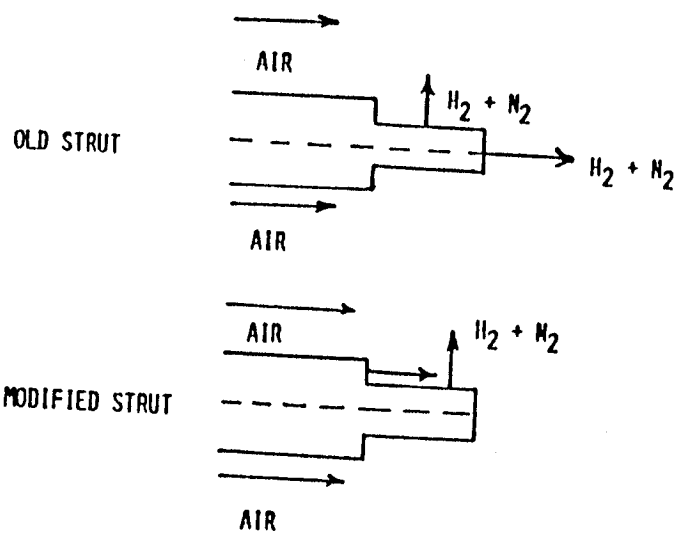 AIR
H2 + N2
OLD STRUT
H2 + N2
AIR
AIR
H2 + N2
MODIFIED STRUT
AIR